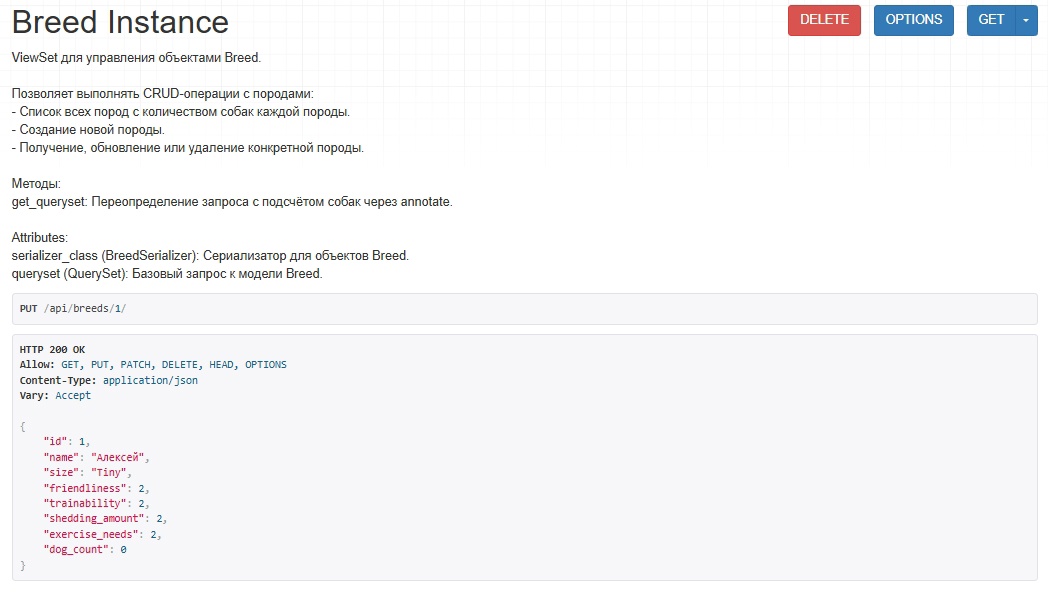 Breed Instance
DELETE
OPTIONS
GET
ViewSet для управления объектами Breed.
Позволяет выполнять CRUD-операции с породами:
- Список всех пород с количеством собак каждой породы.
- Создание новой породы.
- Получение, обновление или удаление конкретной породы.
Методы:
get_queryset: Переопределение запроса с подсчётом собак через annotate.
Attributes:
serializer_class (BreedSerializer): Сериализатор для объектов Breed.
queryset (QuerySet): Базовый запрос к модели Breed.
PUT /api/breeds/1/
HTTP 200 OK
Allow: GET, PUT, PATCH, DELETE, HEAD, OPTIONS
Content-Type: application/json
Vary: Accept
{
    "id": 1,
    "name": "Алексей",
    "size": "Tiny",
    "friendliness": 2,
    "trainability": 2,
    "shedding_amount": 2,
    "exercise_needs": 2,
    "dog_count": 0
}